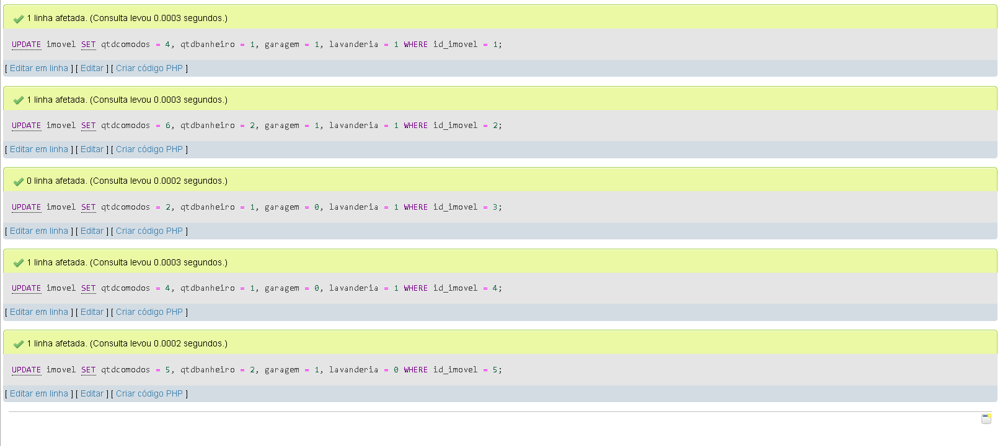 1 linha afetada. (Consulta levou 0.0003 segundos.)
UPDATE imovel SET qtdcomodos = 4, qtdbanheiro = 1, garagem = 1, lavanderia = 1 WHERE id_imovel = 1;
[ Editar em linha ] [ Editar ] [ Criar código PHP ]
1 linha afetada. (Consulta levou 0.0003 segundos.)
UPDATE imovel SET qtdcomodos = 6, qtdbanheiro = 2, garagem = 1, lavanderia = 1 WHERE id_imovel = 2;
[ Editar em linha ] [ Editar ] [ Criar código PHP ]
0 linha afetada. (Consulta levou 0.0002 segundos.)
UPDATE imovel SET qtdcomodos = 2, qtdbanheiro = 1, garagem = 0, lavanderia = 1 WHERE id_imovel = 3;
[ Editar em linha ] [ Editar ] [ Criar código PHP ]
1 linha afetada. (Consulta levou 0.0003 segundos.)
UPDATE imovel SET qtdcomodos = 4, qtdbanheiro = 1, garagem = 0, lavanderia = 1 WHERE id_imovel = 4;
[ Editar em linha ] [ Editar ] [ Criar código PHP ]
1 linha afetada. (Consulta levou 0.0002 segundos.)
UPDATE imovel SET qtdcomodos = 5, qtdbanheiro = 2, garagem = 1, lavanderia = 0 WHERE id_imovel = 5;
[ Editar em linha ] [ Editar ] [ Criar código PHP ]